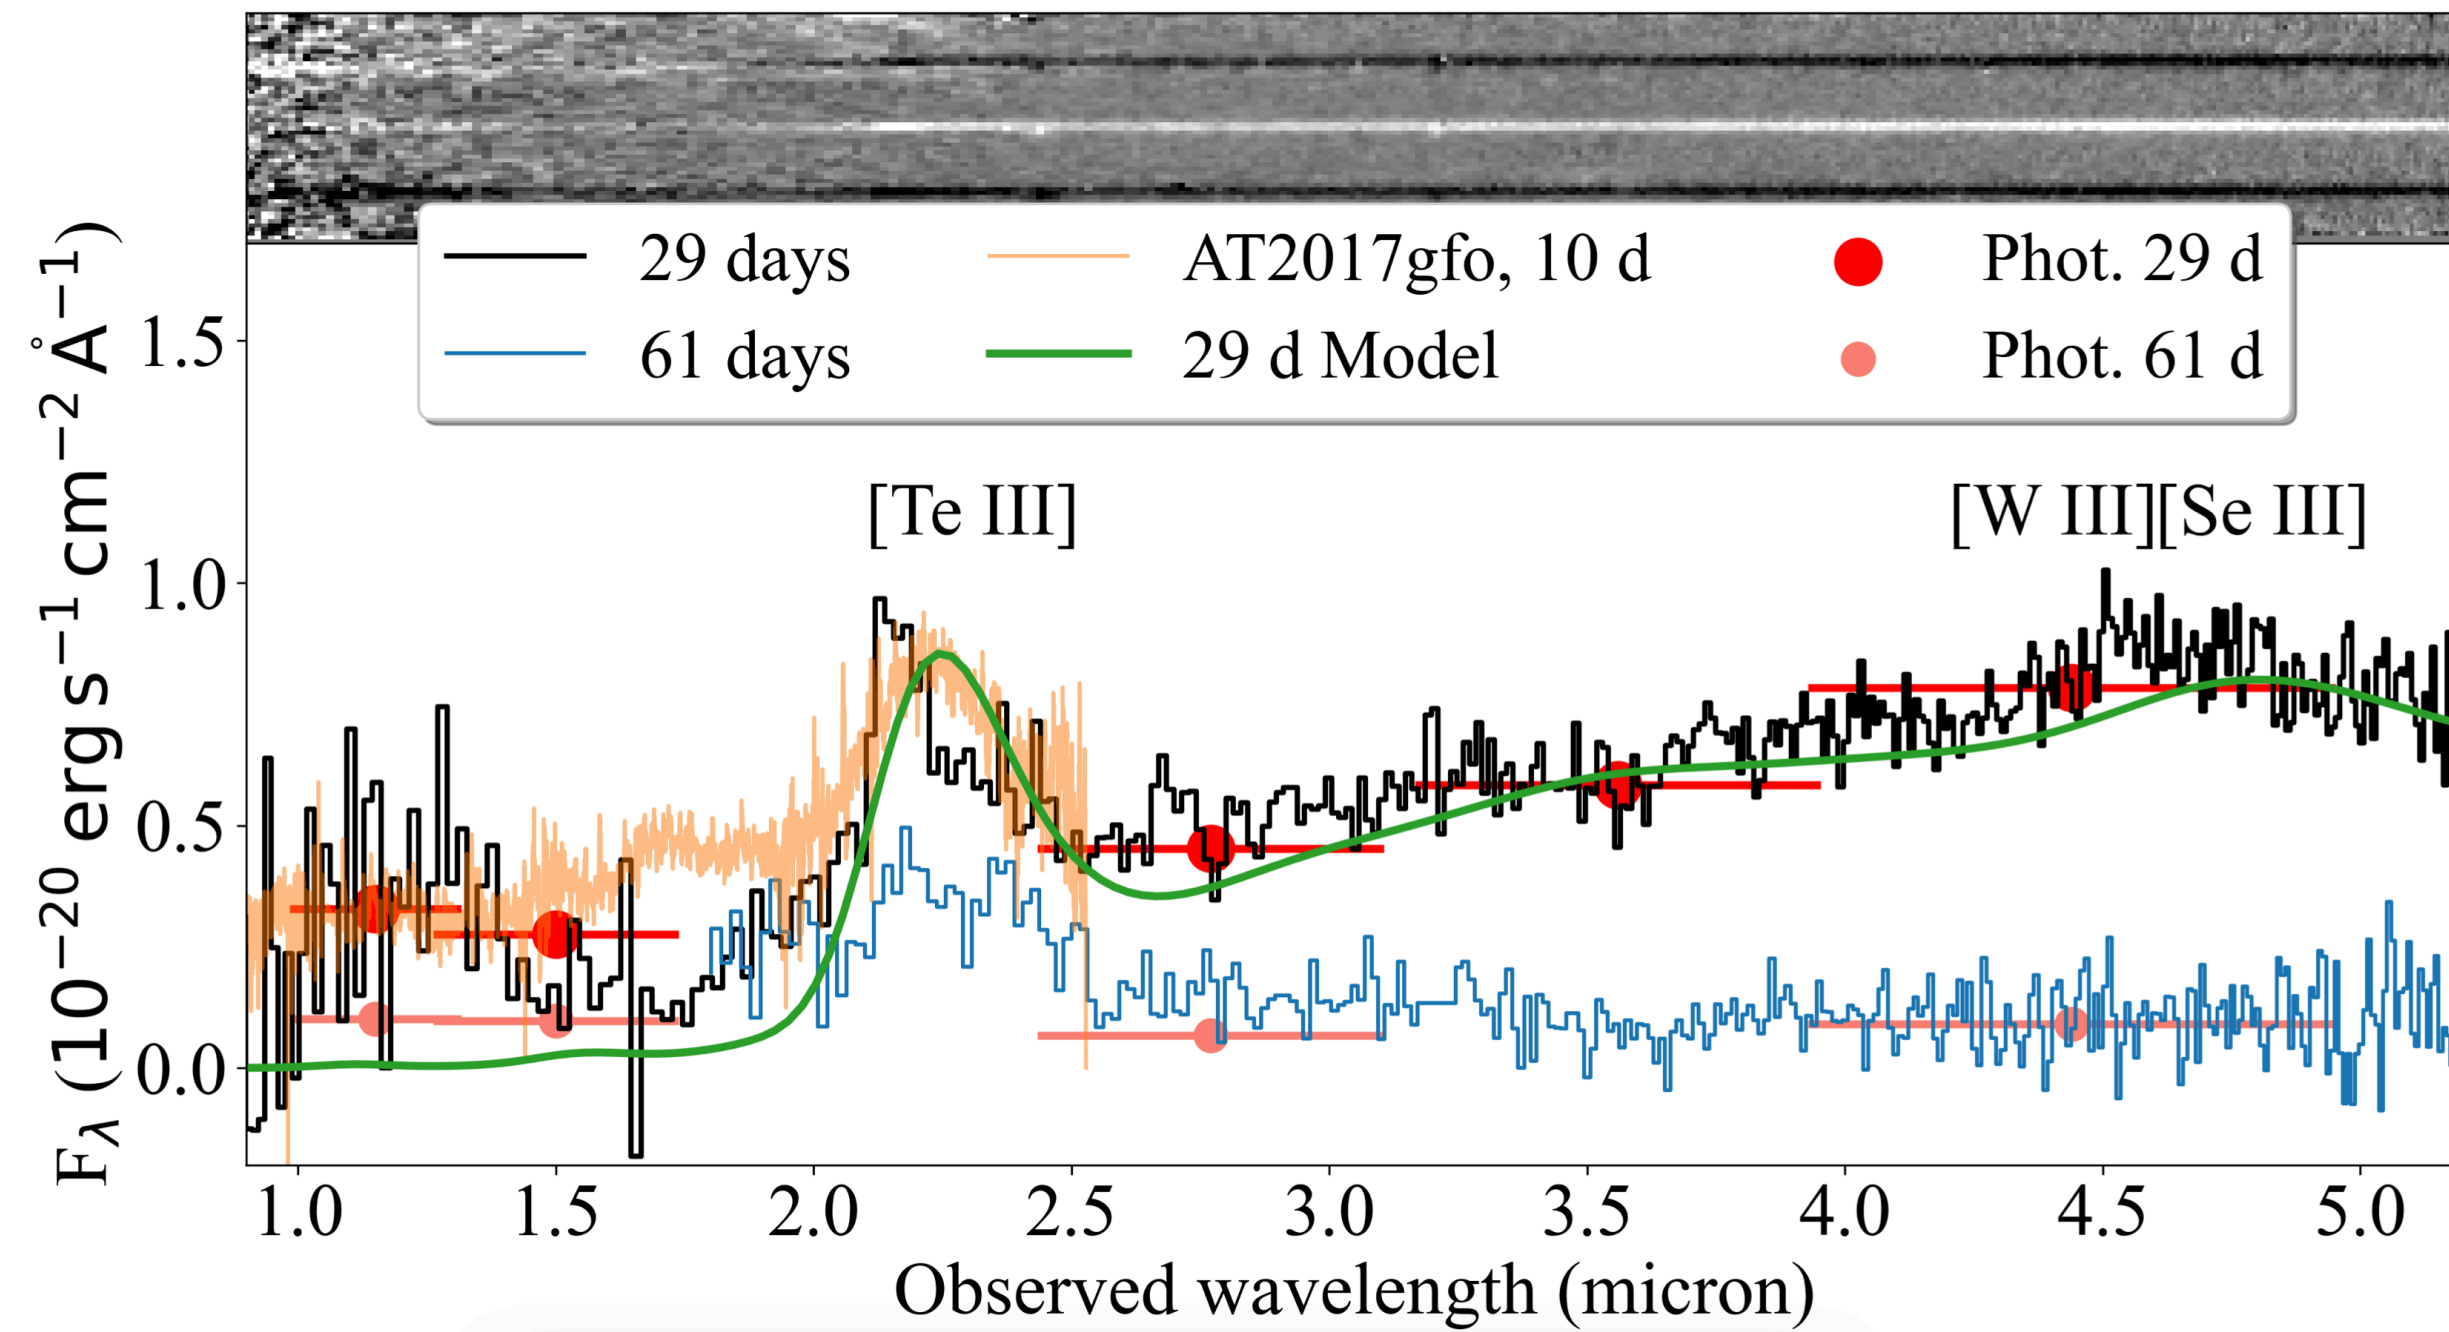 29 days
AT2017gfo, 10 d
Phot. 29 d
61 days
29 d Model
Phot. 61 d
[Te III]
[W III][Se III]
F_λ (10⁻²⁰ erg s⁻¹ cm⁻² Å⁻¹)
1.5
1.0
0.5
0.0
1.0 1.5 2.0 2.5 3.0 3.5 4.0 4.5 5.0
Observed wavelength (micron)